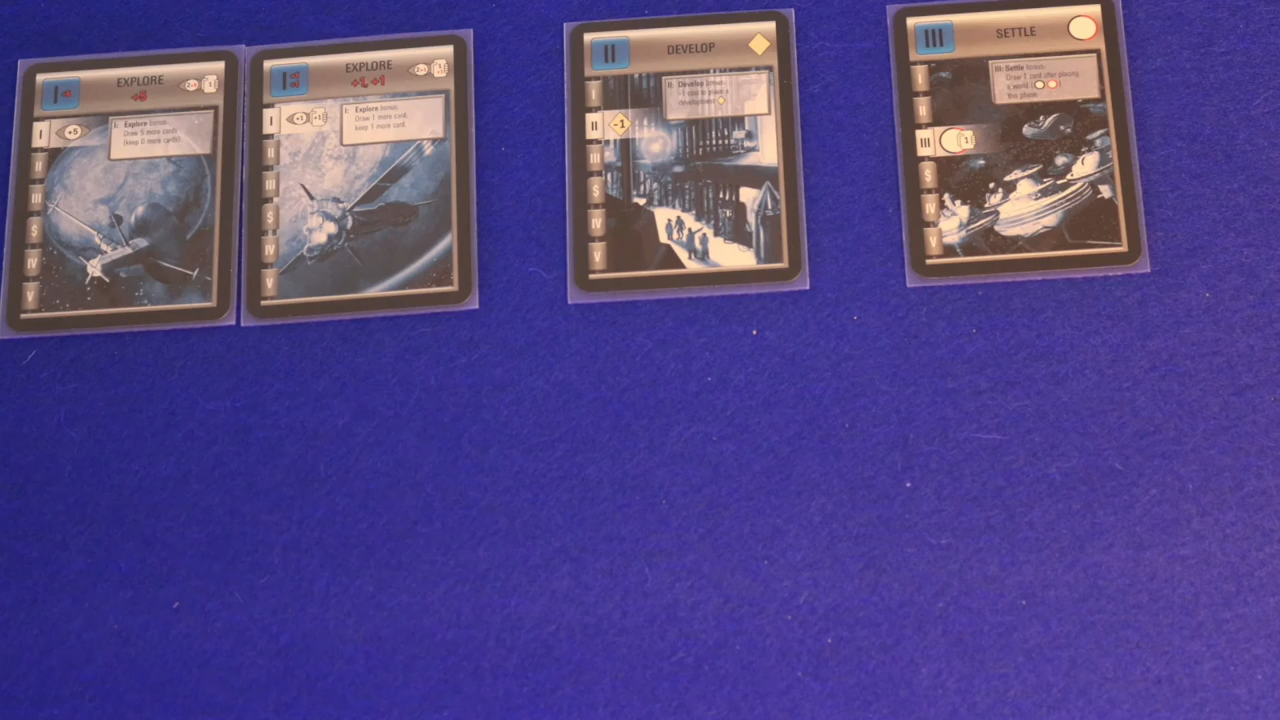 I
EXPLORE
+5
2+5
1
I
+5
I: Explore bonus:
Draw 5 more cards
(keep 0 more cards).
II
III
$
IV
V
I
EXPLORE
+1, +1
I
+1
+1
I: Explore bonus:
Draw 1 more card,
keep 1 more card.
II
III
$
IV
V
II
DEVELOP
I
II
-1
II: Develop bonus:
-1 cost to place a
development
III
$
IV
V
III
SETTLE
I
II
III
1
III: Settle bonus:
Draw 1 card after placing
a world ( )
this phase.
$
IV
V